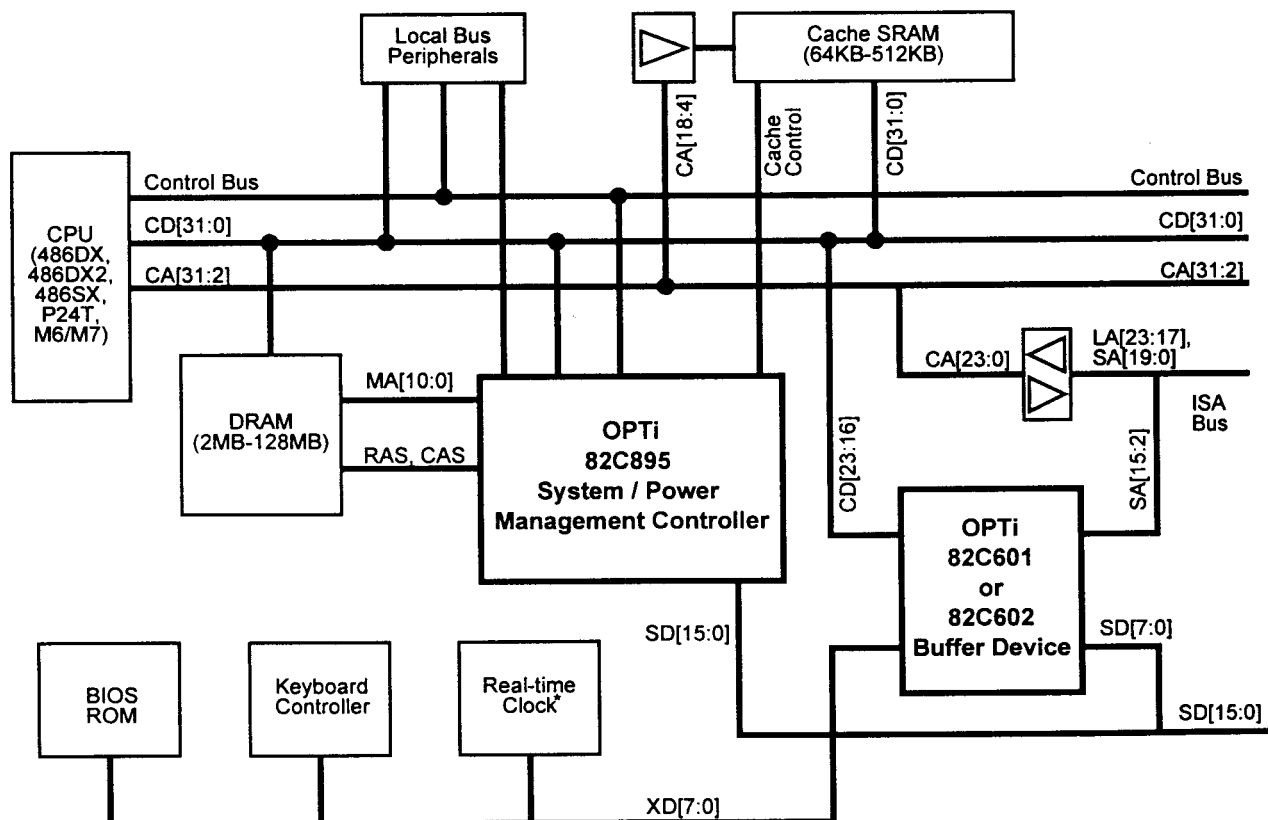 Local Bus
Peripherals
Cache SRAM
(64KB-512KB)
CA[18:4]
Cache
Control
CD[31:0]
CPU
(486DX,
486DX2,
486SX,
P24T,
M6/M7)
Control Bus
Control Bus
CD[31:0]
CD[31:0]
CA[31:2]
CA[31:2]
DRAM
(2MB-128MB)
MA[10:0]
RAS, CAS
OPTi
82C895
System / Power
Management Controller
CA[23:0]
LA[23:17],
SA[19:0]
ISA
Bus
CD[23:16]
SA[15:2]
OPTi
82C601
or
82C602
Buffer Device
SD[15:0]
SD[7:0]
SD[15:0]
BIOS
ROM
Keyboard
Controller
Real-time
Clock*
XD[7:0]